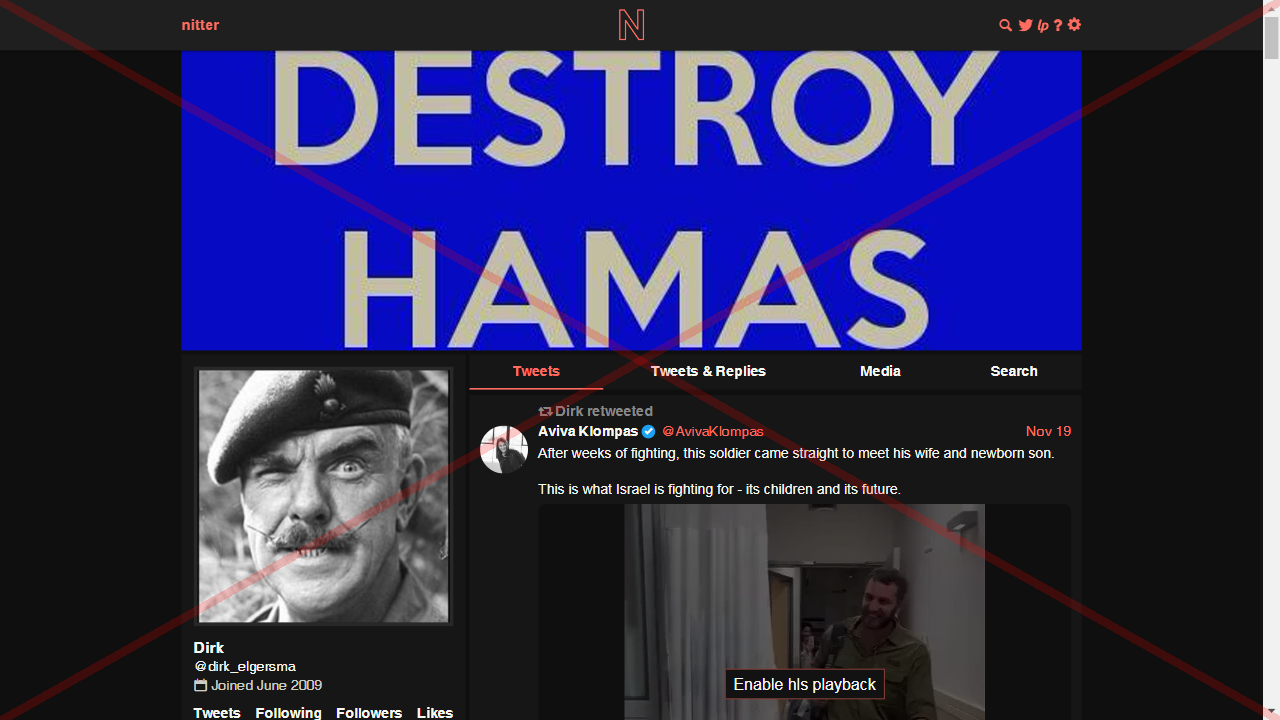 nitter
N
lp ?
DESTROY
HAMAS
Tweets Tweets & Replies Media Search
Dirk retweeted
Aviva Klompas @AvivaKlompas Nov 19
After weeks of fighting, this soldier came straight to meet his wife and newborn son.
This is what Israel is fighting for - its children and its future.
Enable hls playback
Dirk
@dirk_elgersma
Joined June 2009
Tweets Following Followers Likes